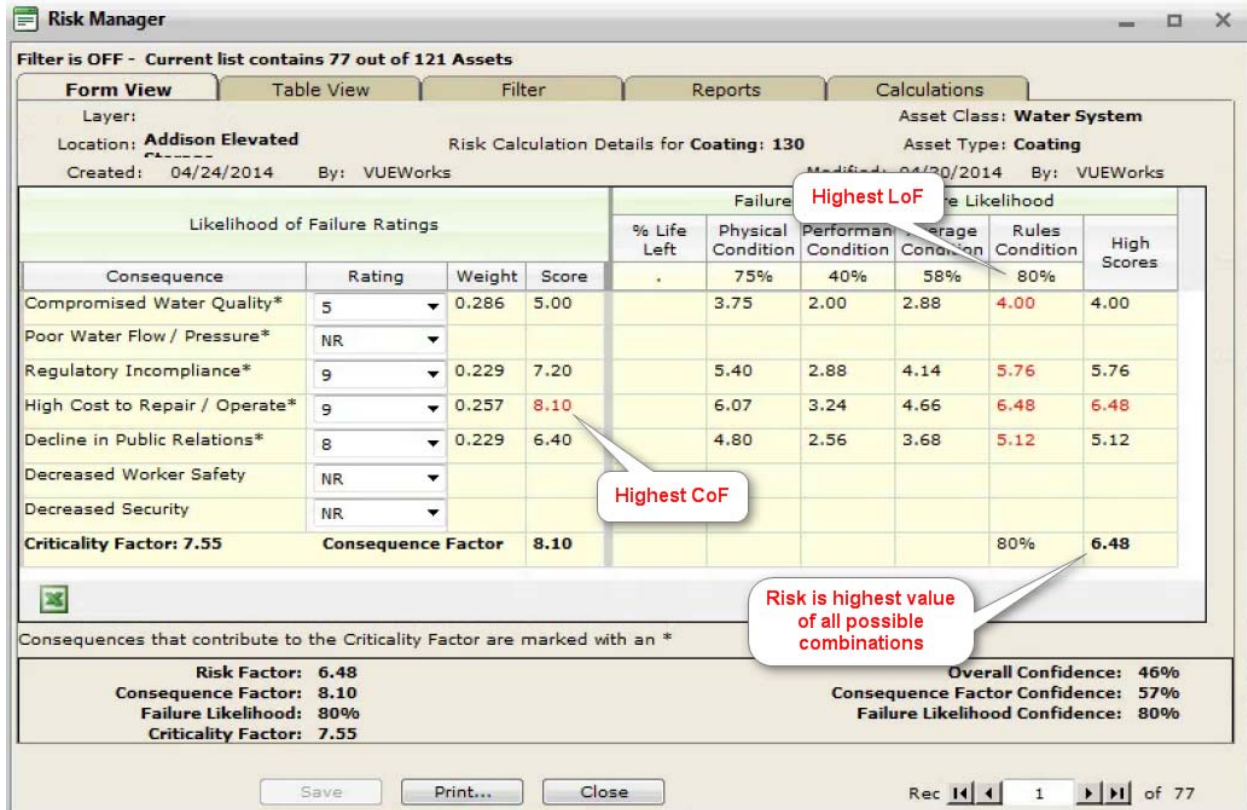 Risk Manager
Filter is OFF - Current list contains 77 out of 121 Assets
Form View Table View Filter Reports Calculations
Layer: Asset Class: Water System
Location: Addison Elevated Risk Calculation Details for Coating: 130 Asset Type: Coating
Created: 04/24/2014 By: VUEWorks Modified: 04/30/2014 By: VUEWorks
Highest LoF
Failure Likelihood
Likelihood of Failure Ratings
% Life Left Physical Condition Performan Condition Average Condition Rules Condition High Scores
Consequence Rating Weight Score . 75% 40% 58% 80%
Compromised Water Quality* 5 0.286 5.00 3.75 2.00 2.88 4.00 4.00
Poor Water Flow / Pressure* NR
Regulatory Incompliance* 9 0.229 7.20 5.40 2.88 4.14 5.76 5.76
High Cost to Repair / Operate* 9 0.257 8.10 6.07 3.24 4.66 6.48 6.48
Decline in Public Relations* 8 0.229 6.40 4.80 2.56 3.68 5.12 5.12
Decreased Worker Safety NR
Highest CoF
Decreased Security NR
Criticality Factor: 7.55 Consequence Factor 8.10 80% 6.48
Risk is highest value
of all possible
combinations
Consequences that contribute to the Criticality Factor are marked with an *
Risk Factor: 6.48 Overall Confidence: 46%
Consequence Factor: 8.10 Consequence Factor Confidence: 57%
Failure Likelihood: 80% Failure Likelihood Confidence: 80%
Criticality Factor: 7.55
Save Print... Close Rec 1 of 77